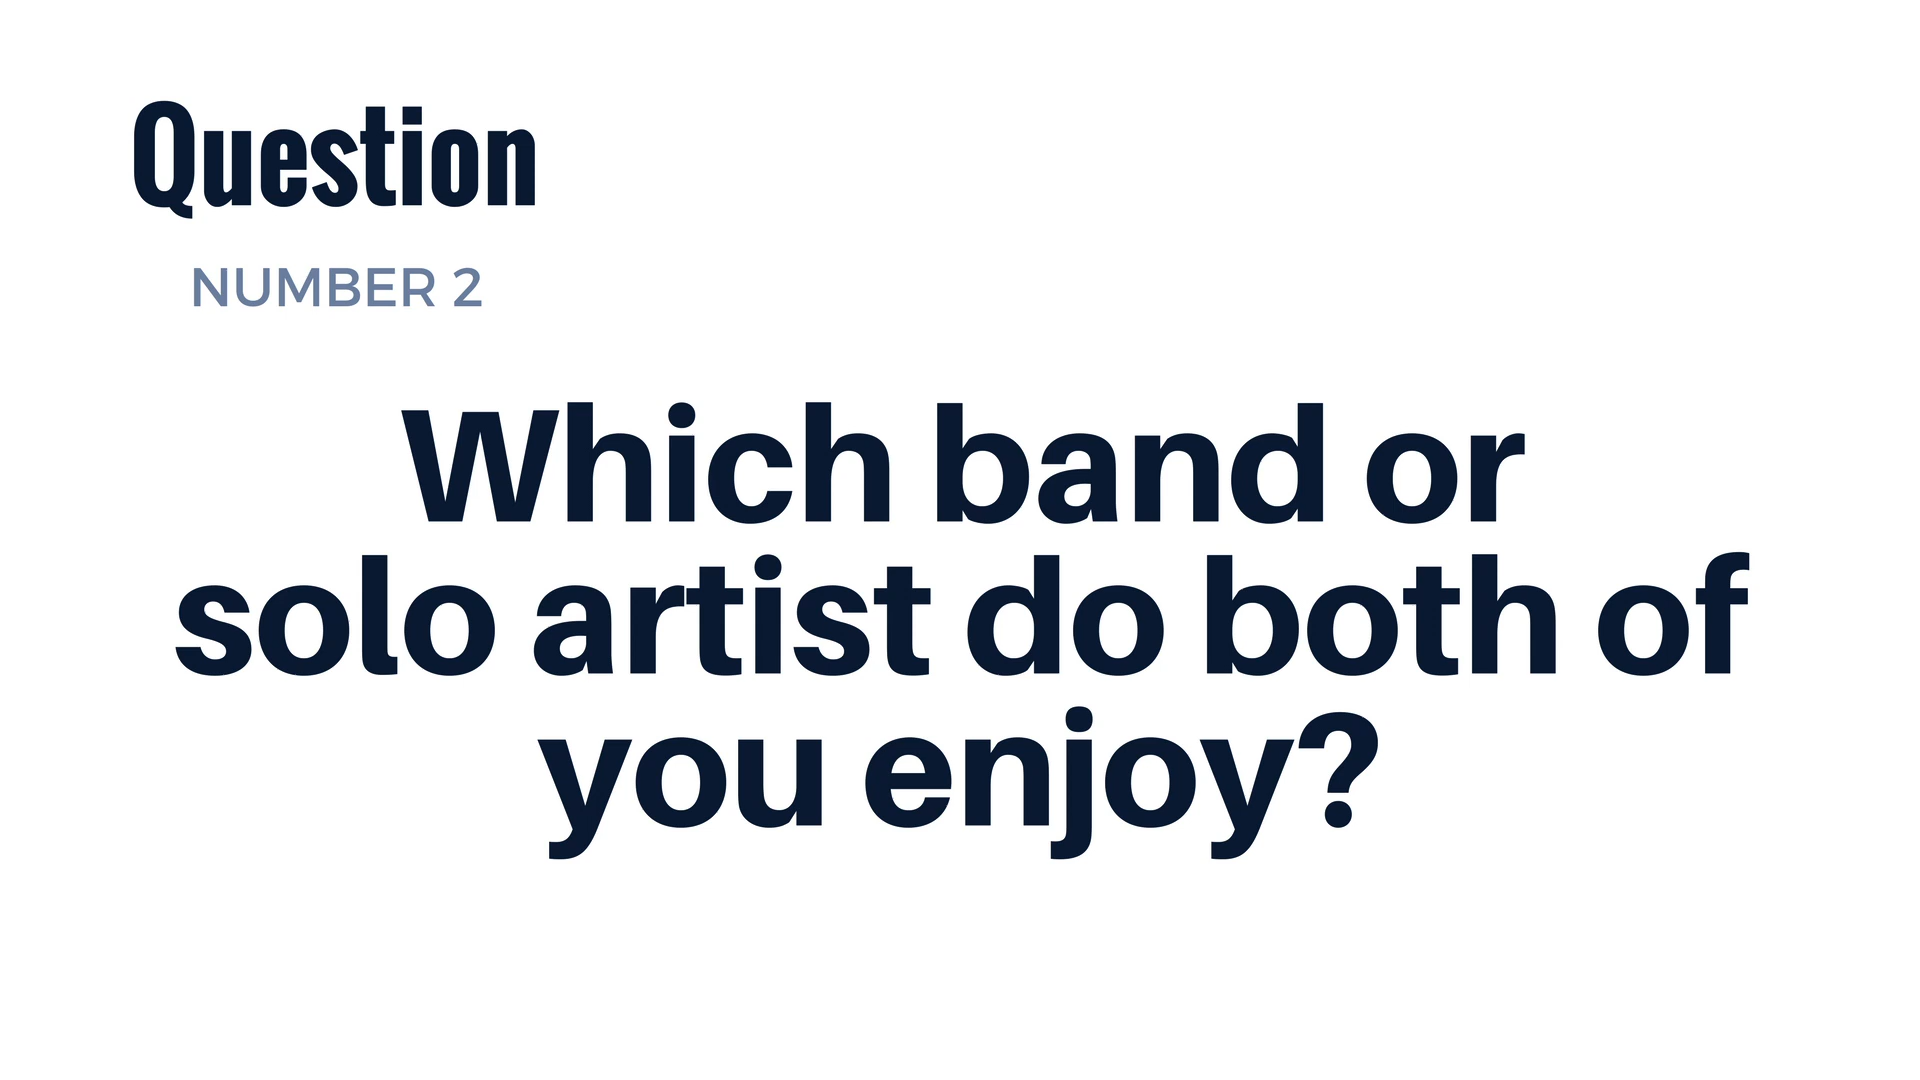 Question
NUMBER 2
Which band or
solo artist do both of
you enjoy?